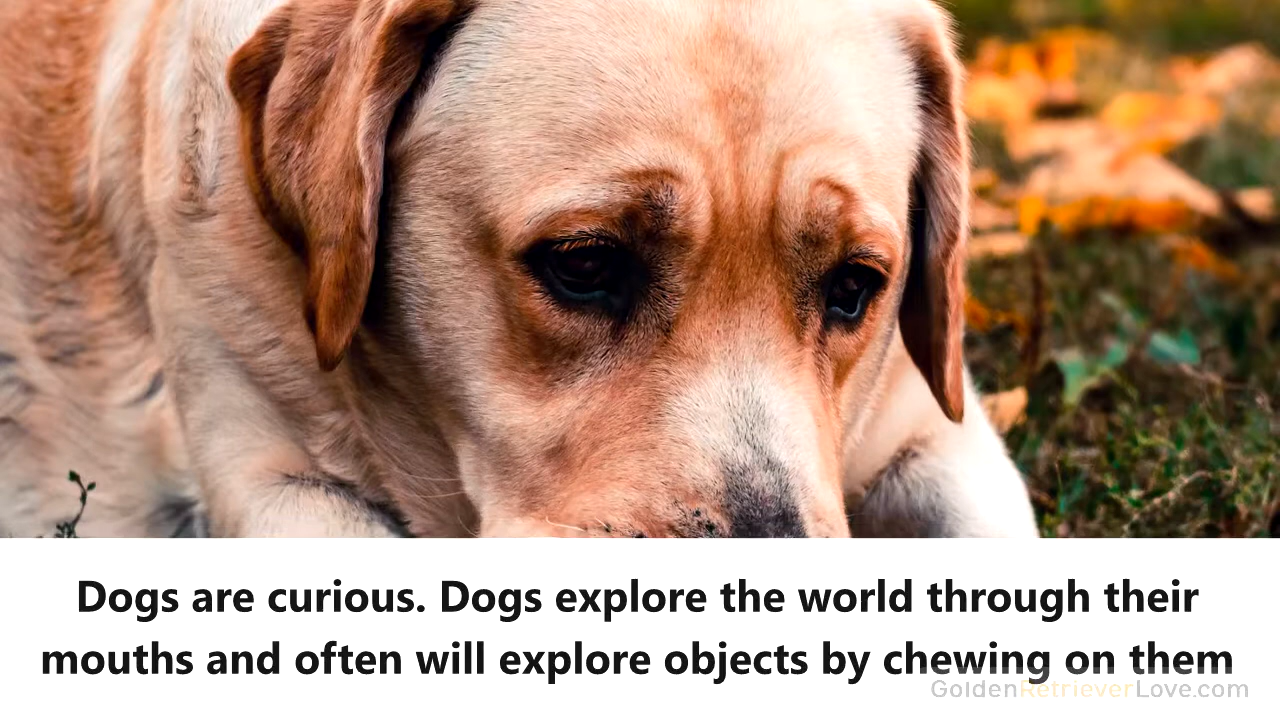 Dogs are curious. Dogs explore the world through their
mouths and often will explore objects by chewing on them
GoldenRetrieverLove.com